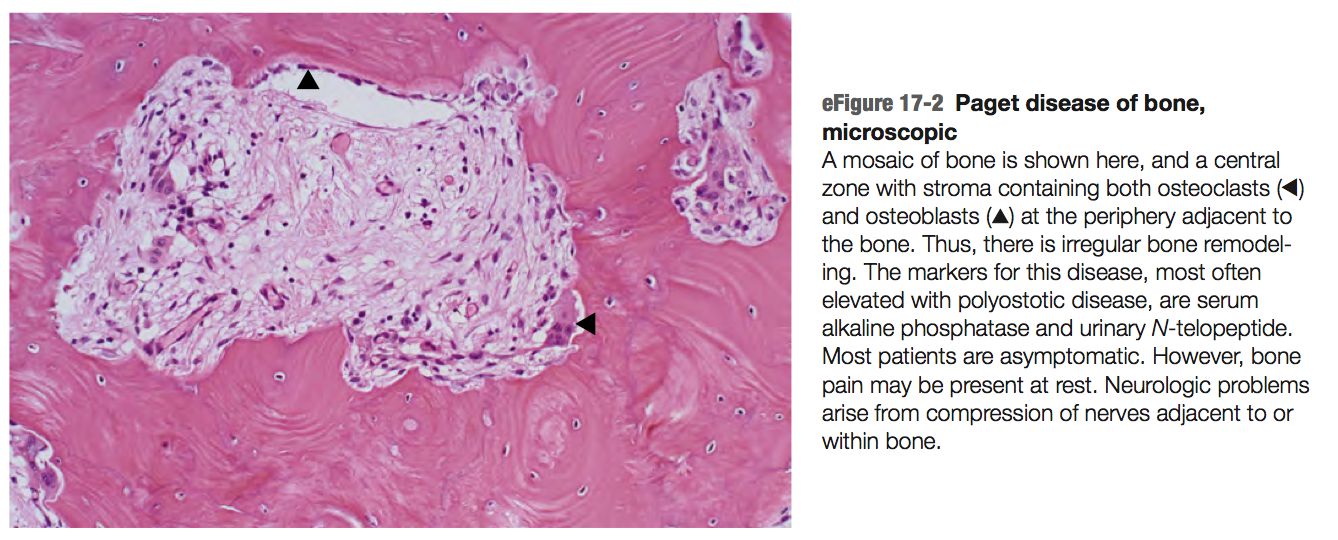 eFigure 17-2 Paget disease of bone,
microscopic
A mosaic of bone is shown here, and a central
zone with stroma containing both osteoclasts (◀)
and osteoblasts (▲) at the periphery adjacent to
the bone. Thus, there is irregular bone remodel-
ing. The markers for this disease, most often
elevated with polyostotic disease, are serum
alkaline phosphatase and urinary N-telopeptide.
Most patients are asymptomatic. However, bone
pain may be present at rest. Neurologic problems
arise from compression of nerves adjacent to or
within bone.